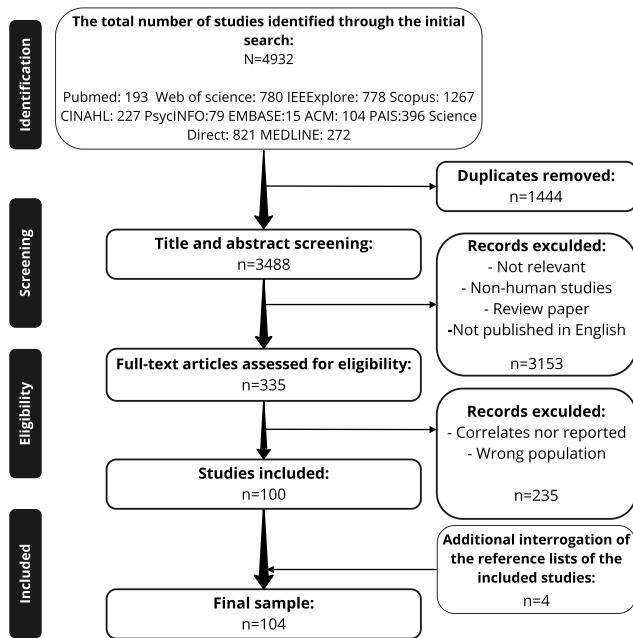 Identification
The total number of studies identified through the initial
search:
N=4932
Pubmed: 193 Web of science: 780 IEEExplore: 778 Scopus: 1267
CINAHL: 227 PsycINFO:79 EMBASE:15 ACM: 104 PAIS:396 Science
Direct: 821 MEDLINE: 272
Duplicates removed:
n=1444
Screening
Title and abstract screening:
n=3488
Records exculded:
- Not relevant
- Non-human studies
- Review paper
-Not published in English
n=3153
Eligibility
Full-text articles assessed for eligibility:
n=335
Records exculded:
- Correlates nor reported
- Wrong population
n=235
Studies included:
n=100
Included
Additional interrogation of
the reference lists of the
included studies:
n=4
Final sample:
n=104